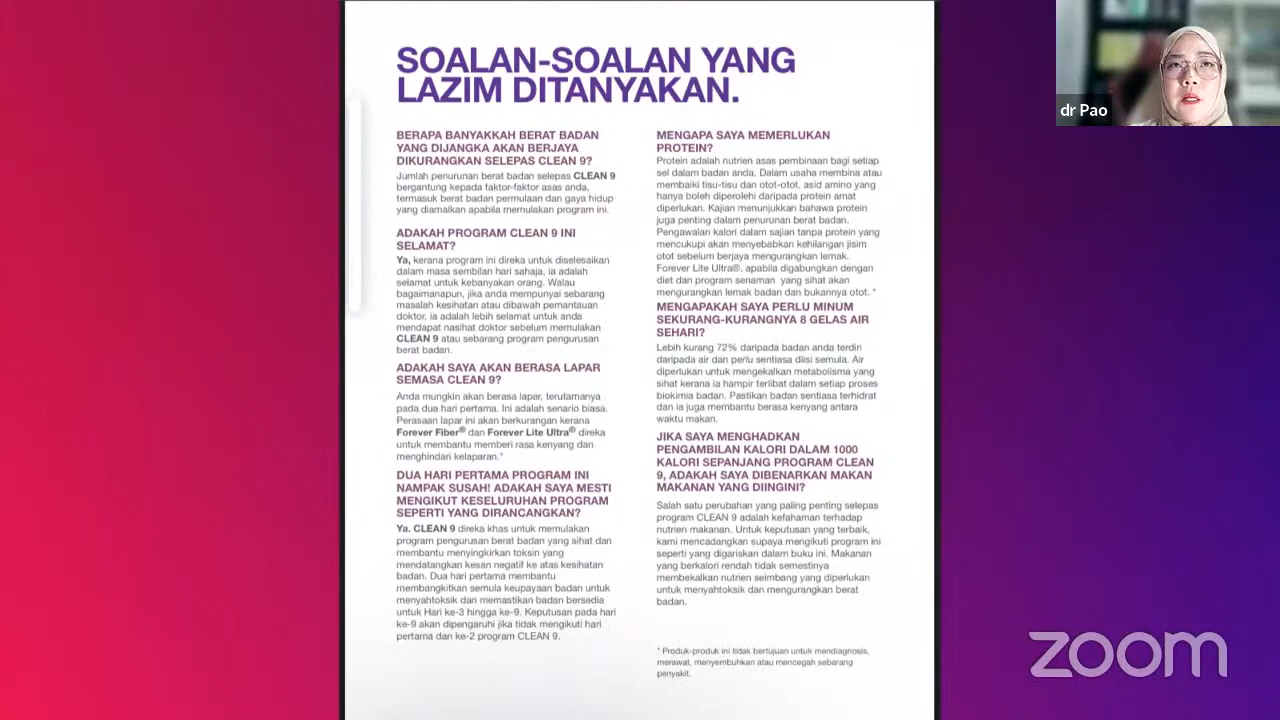 SOALAN-SOALAN YANG
LAZIM DITANYAKAN.
BERAPA BANYAKKAH BERAT BADAN
YANG DIJANGKA AKAN BERJAYA
DIKURANGKAN SELEPAS CLEAN 9?
Jumlah penurunan berat badan selepas CLEAN 9
bergantung kepada faktor-faktor asas anda,
termasuk berat badan permulaan dan gaya hidup
yang diamalkan apabila memulakan program ini.
ADAKAH PROGRAM CLEAN 9 INI
SELAMAT?
Ya, kerana program ini direka untuk diselesaikan
dalam masa sembilan hari sahaja, ia adalah
selamat untuk kebanyakan orang. Walau
bagaimanapun, jika anda mempunyai sebarang
masalah kesihatan atau dibawah pemantauan
doktor, ia adalah lebih selamat untuk anda
mendapat nasihat doktor sebelum memulakan
CLEAN 9 atau sebarang program pengurusan
berat badan.
ADAKAH SAYA AKAN BERASA LAPAR
SEMASA CLEAN 9?
Anda mungkin akan berasa lapar, terutamanya
pada dua hari pertama. Ini adalah senario biasa.
Perasaan lapar ini akan berkurangan kerana
Forever Fiber® dan Forever Lite Ultra® direka
untuk membantu memberi rasa kenyang dan
menghindari kelaparan.*
DUA HARI PERTAMA PROGRAM INI
NAMPAK SUSAH! ADAKAH SAYA MESTI
MENGIKUT KESELURUHAN PROGRAM
SEPERTI YANG DIRANCANGKAN?
Ya. CLEAN 9 direka khas untuk memulakan
program pengurusan berat badan yang sihat dan
membantu menyingkirkan toksin yang
mendatangkan kesan negatif ke atas kesihatan
badan. Dua hari pertama membantu
membangkitkan semula keupayaan badan untuk
menyahtoksik dan memastikan badan bersedia
untuk Hari ke-3 hingga ke-9. Keputusan pada hari
ke-9 akan dipengaruhi jika tidak mengikuti hari
pertama dan ke-2 program CLEAN 9.
MENGAPA SAYA MEMERLUKAN
PROTEIN?
Protein adalah nutrien asas pembinaan bagi setiap
sel dalam badan anda. Dalam usaha membina atau
membaiki tisu-tisu dan otot-otot, asid amino yang
hanya boleh diperolehi daripada protein amat
diperlukan. Kajian menunjukkan bahawa protein
juga penting dalam penurunan berat badan.
Pengawalan kalori dalam sajian tanpa protein yang
mencukupi akan menyebabkan kehilangan jisim
otot sebelum berjaya mengurangkan lemak.
Forever Lite Ultra®, apabila digabungkan dengan
diet dan program senaman yang sihat akan
mengurangkan lemak badan dan bukannya otot. *
MENGAPAKAH SAYA PERLU MINUM
SEKURANG-KURANGNYA 8 GELAS AIR
SEHARI?
Lebih kurang 72% daripada badan anda terdiri
daripada air dan perlu sentiasa diisi semula. Air
diperlukan untuk mengekalkan metabolisma yang
sihat kerana ia hampir terlibat dalam setiap proses
biokimia badan. Pastikan badan sentiasa terhidrat
dan ia juga membantu berasa kenyang antara
waktu makan.
JIKA SAYA MENGHADKAN
PENGAMBILAN KALORI DALAM 1000
KALORI SEPANJANG PROGRAM CLEAN
9, ADAKAH SAYA DIBENARKAN MAKAN
MAKANAN YANG DIINGINI?
Salah satu perubahan yang paling penting selepas
program CLEAN 9 adalah kefahaman terhadap
nutrien makanan. Untuk keputusan yang terbaik,
kami mencadangkan supaya mengikuti program ini
seperti yang digariskan dalam buku ini. Makanan
yang berkalori rendah tidak semestinya
membekalkan nutrien seimbang yang diperlukan
untuk menyahtoksik dan mengurangkan berat
badan.
* Produk-produk ini tidak bertujuan untuk mendiagnosis,
merawat, menyembuhkan atau mencegah sebarang
penyakit.
dr Pao
zoom